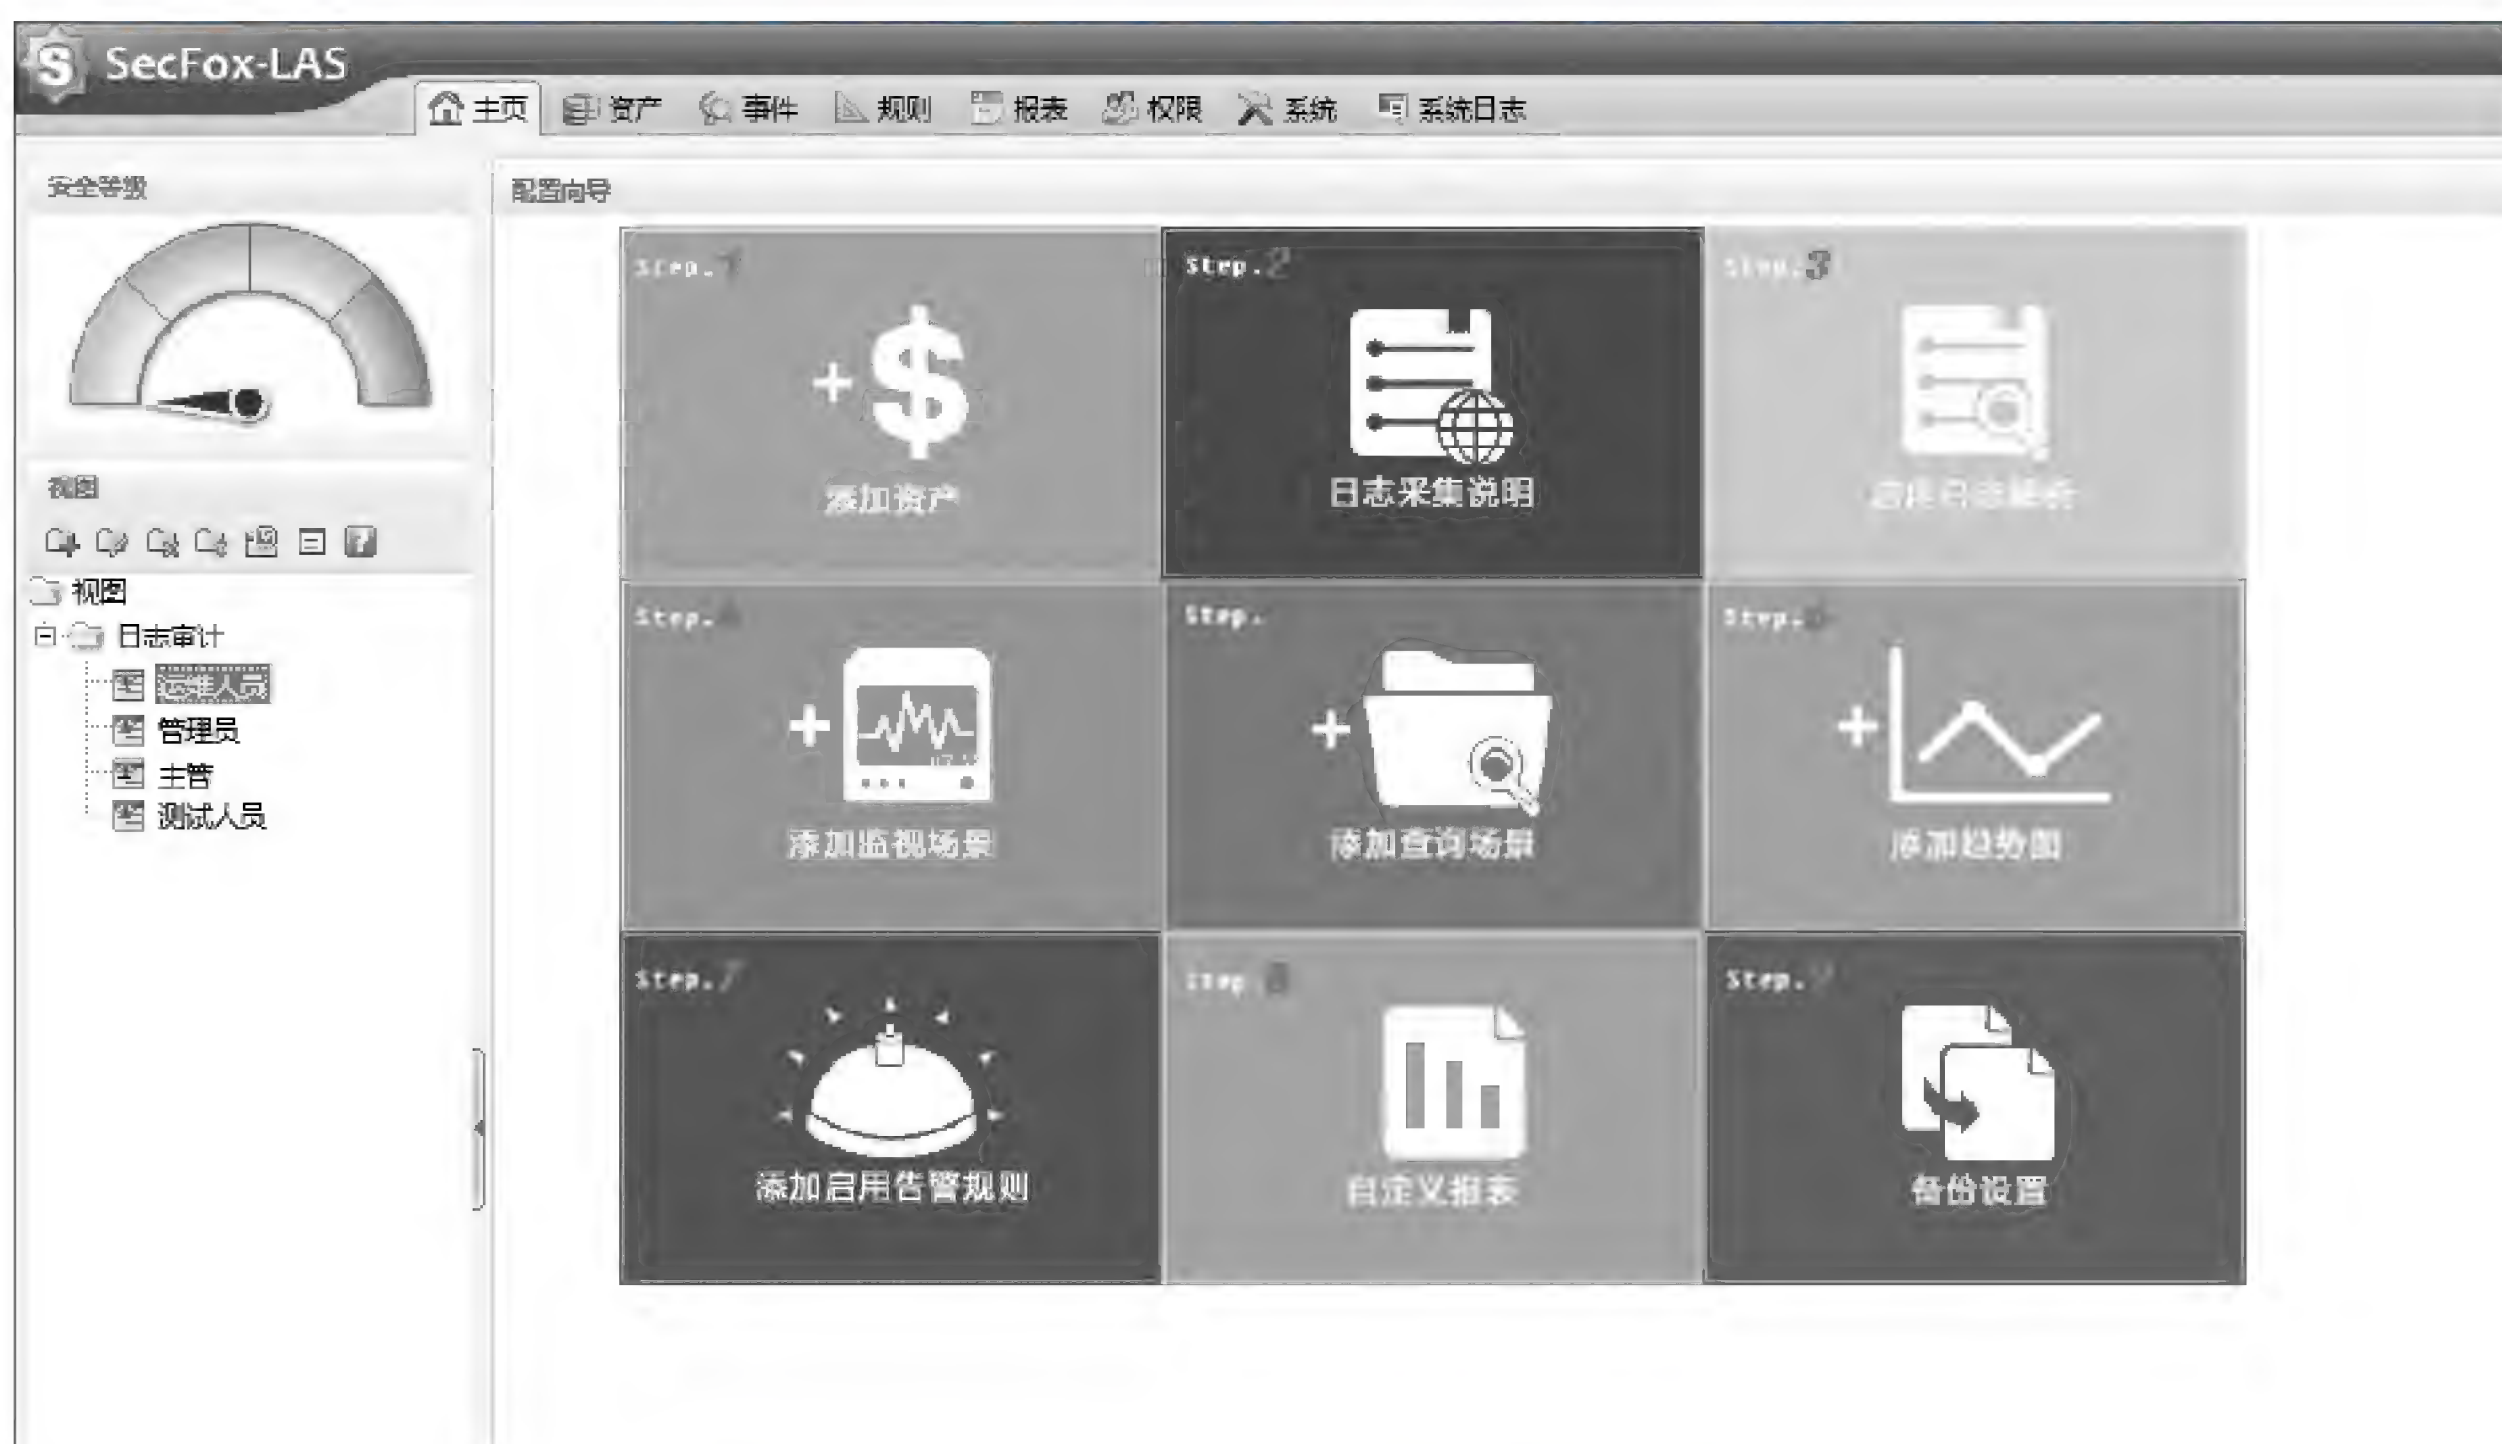 SecFox-LAS
主页 资产 事件 规则 报表 权限 系统 系统日志
安全等级
配置向导
Step.1
添加资产
Step.2
日志采集说明
Step.3
视图
视图
日志审计
运维人员
管理员
主管
测试人员
Step.
添加监视场景
Step.
添加查询场景
Step.
添加趋势图
Step.7
添加启用告警规则
Step.8
自定义报表
Step.9
备份设置